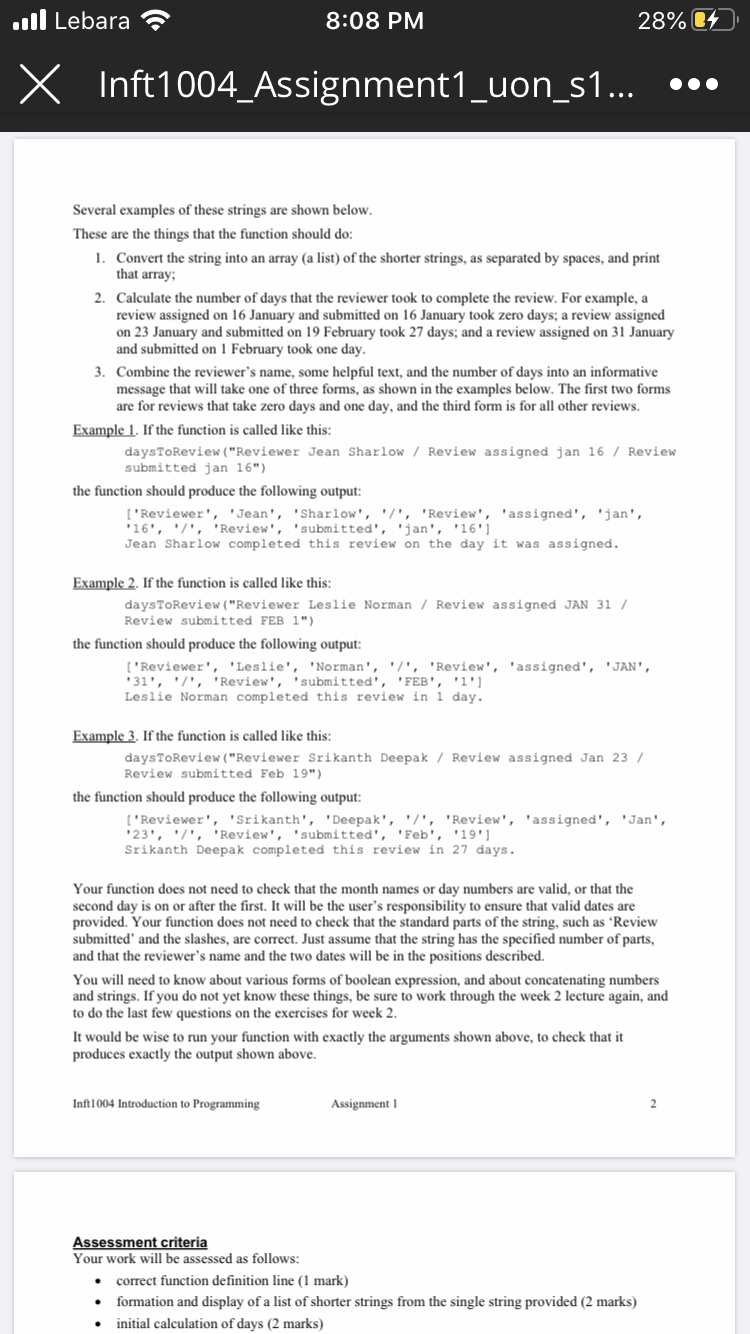 Lebara
8:08 PM
28%
Inft1004_Assignment1_uon_s1...
Several examples of these strings are shown below.
These are the things that the function should do:
1. Convert the string into an array (a list) of the shorter strings, as separated by spaces, and print
that array;
2. Calculate the number of days that the reviewer took to complete the review. For example, a
review assigned on 16 January and submitted on 16 January took zero days; a review assigned
on 23 January and submitted on 19 February took 27 days; and a review assigned on 31 January
and submitted on 1 February took one day.
3. Combine the reviewer's name, some helpful text, and the number of days into an informative
message that will take one of three forms, as shown in the examples below. The first two forms
are for reviews that take zero days and one day, and the third form is for all other reviews.
Example 1. If the function is called like this:
daysToReview("Reviewer Jean Sharlow / Review assigned jan 16 / Review
submitted jan 16")
the function should produce the following output:
['Reviewer', 'Jean', 'Sharlow', '/', 'Review', 'assigned', 'jan',
'16', '/', 'Review', 'submitted', 'jan', '16']
Jean Sharlow completed this review on the day it was assigned.
Example 2. If the function is called like this:
daysToReview("Reviewer Leslie Norman / Review assigned JAN 31 /
Review submitted FEB 1")
the function should produce the following output:
['Reviewer', 'Leslie', 'Norman', '/', 'Review', 'assigned', 'JAN',
'31', '/', 'Review', 'submitted', 'FEB', '1']
Leslie Norman completed this review in 1 day.
Example 3. If the function is called like this:
daysToReview("Reviewer Srikanth Deepak / Review assigned Jan 23 /
Review submitted Feb 19")
the function should produce the following output:
['Reviewer', 'Srikanth', 'Deepak', '/', 'Review', 'assigned', 'Jan',
'23', '/', 'Review', 'submitted', 'Feb', '19']
Srikanth Deepak completed this review in 27 days.
Your function does not need to check that the month names or day numbers are valid, or that the
second day is on or after the first. It will be the user's responsibility to ensure that valid dates are
provided. Your function does not need to check that the standard parts of the string, such as 'Review
submitted' and the slashes, are correct. Just assume that the string has the specified number of parts,
and that the reviewer's name and the two dates will be in the positions described.
You will need to know about various forms of boolean expression, and about concatenating numbers
and strings. If you do not yet know these things, be sure to work through the week 2 lecture again, and
to do the last few questions on the exercises for week 2.
It would be wise to run your function with exactly the arguments shown above, to check that it
produces exactly the output shown above.
Inft1004 Introduction to Programming Assignment 1 2
Assessment criteria
Your work will be assessed as follows:
• correct function definition line (1 mark)
• formation and display of a list of shorter strings from the single string provided (2 marks)
• initial calculation of days (2 marks)